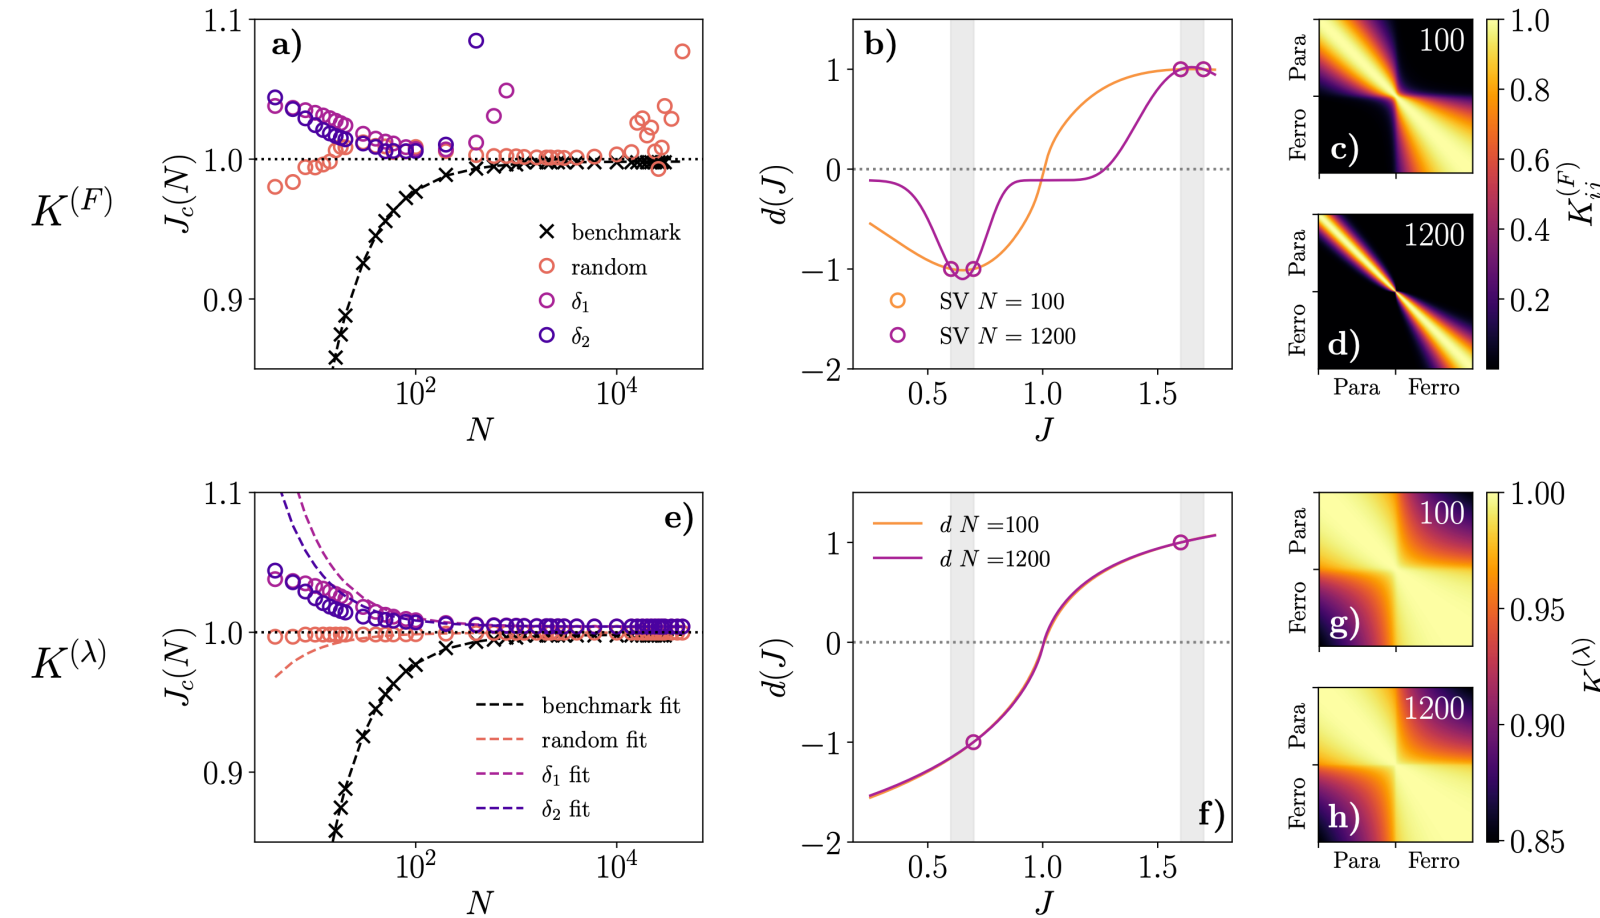 K^(F)
a)
J_c(N)
1.1
1.0
0.9
10^2
10^4
N
benchmark
random
δ_1
δ_2
b)
d(J)
1
0
−1
−2
0.5
1.0
1.5
J
SV N = 100
SV N = 1200
Para
Ferro
100
c)
Para
Ferro
1200
d)
Para
Ferro
1.0
0.8
0.6
0.4
0.2
K_ij^(F)
K^(λ)
e)
J_c(N)
1.1
1.0
0.9
10^2
10^4
N
benchmark fit
random fit
δ_1 fit
δ_2 fit
f)
d(J)
1
0
−1
−2
0.5
1.0
1.5
J
d N =100
d N =1200
Para
Ferro
100
g)
Para
Ferro
1200
h)
Para
Ferro
1.00
0.95
0.90
0.85
K^(λ)